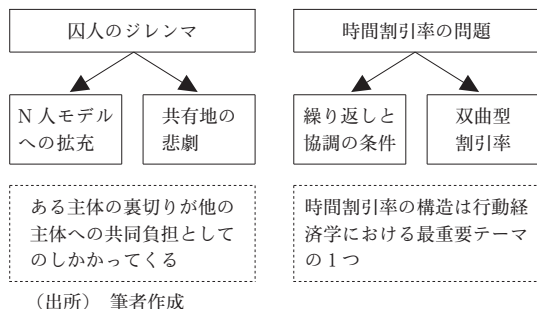 囚人のジレンマ
時間割引率の問題
N 人モデル
への拡充
共有地の
悲劇
繰り返しと
協調の条件
双曲型
割引率
ある主体の裏切りが他の
主体への共同負担として
のしかかってくる
時間割引率の構造は行動経
済学における最重要テーマ
の 1 つ
（出所） 筆者作成